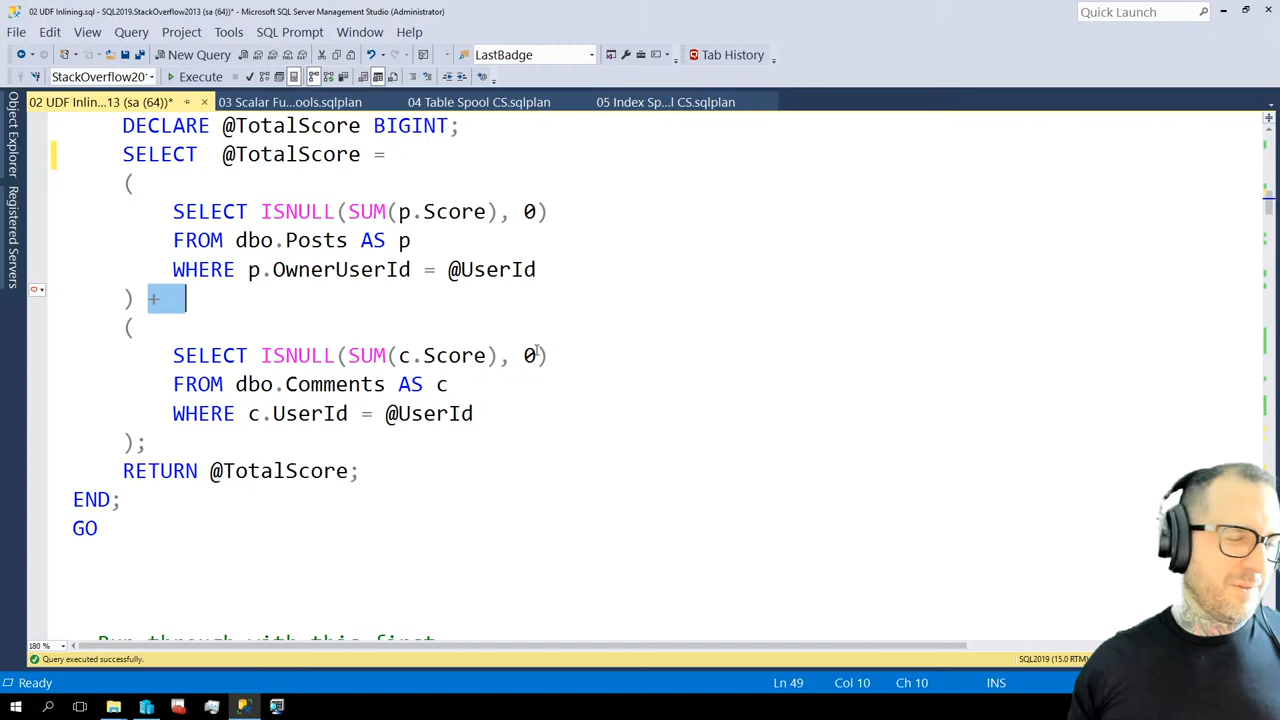 02 UDF Inlining.sql - SQL2019.StackOverflow2013 (sa (64))* - Microsoft SQL Server Management Studio (Administrator)
Quick Launch
File Edit View Query Project Tools SQL Prompt Window Help
New Query
LastBadge
Tab History
StackOverflow20
Execute
02 UDF Inlin...13 (sa (64))*
03 Scalar Fu...ools.sqlplan
04 Table Spool CS.sqlplan
05 Index Sp...l CS.sqlplan
Object Explorer
Registered Servers
DECLARE @TotalScore BIGINT;
SELECT @TotalScore =
(
SELECT ISNULL(SUM(p.Score), 0)
FROM dbo.Posts AS p
WHERE p.OwnerUserId = @UserId
) +
(
SELECT ISNULL(SUM(c.Score), 0)
FROM dbo.Comments AS c
WHERE c.UserId = @UserId
);
RETURN @TotalScore;
END;
GO
Run through with this first
180 %
Query executed successfully.
SQL2019 (15.0 RTM)
Ready
Ln 49
Col 10
Ch 10
INS